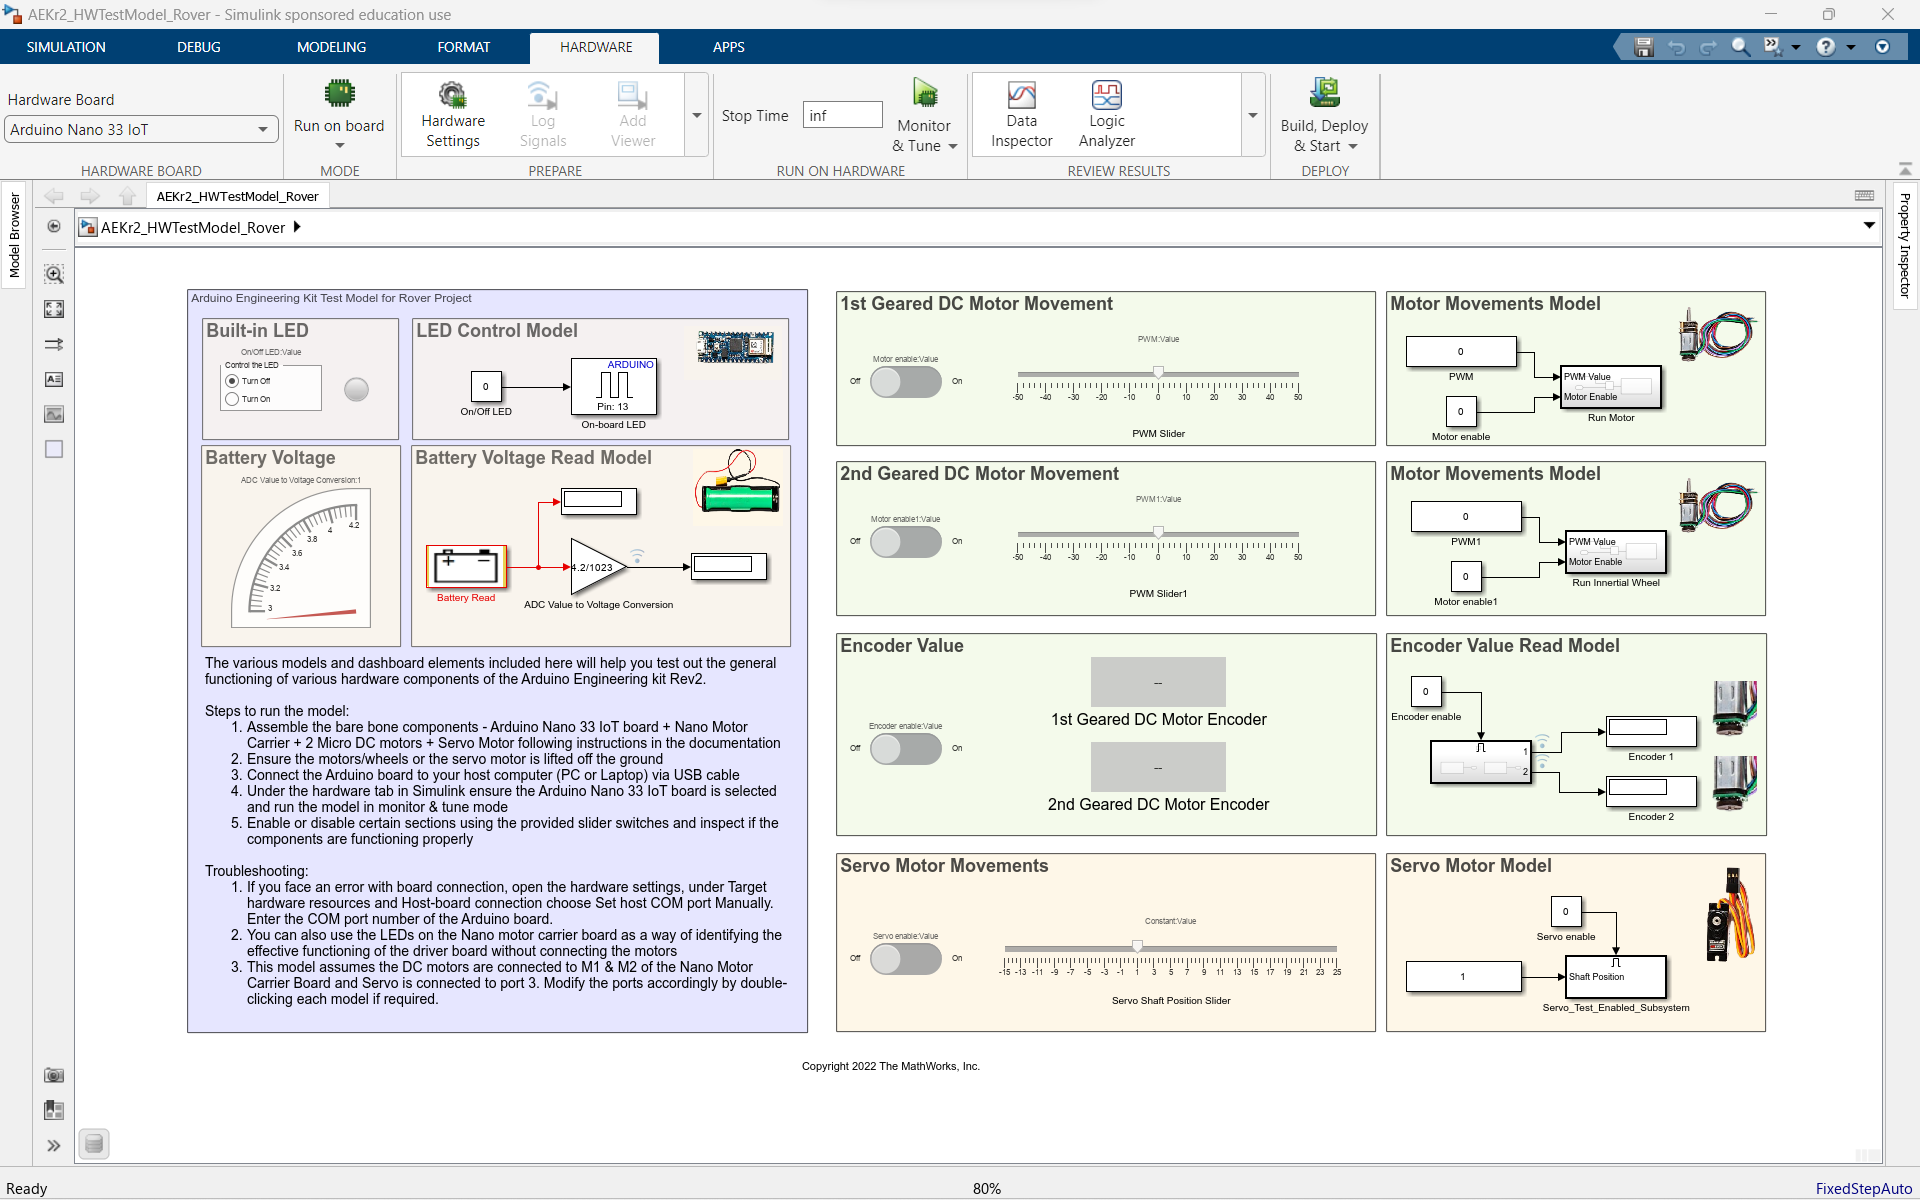 AEKr2_HWTestModel_Rover - Simulink sponsored education use
SIMULATION DEBUG MODELING FORMAT HARDWARE APPS
Hardware Board
Arduino Nano 33 IoT
HARDWARE BOARD
Run on board
MODE
Hardware Settings
Log Signals
Add Viewer
PREPARE
Stop Time inf
Monitor & Tune
RUN ON HARDWARE
Data Inspector
Logic Analyzer
REVIEW RESULTS
Build, Deploy & Start
DEPLOY
Model Browser
Property Inspector
AEKr2_HWTestModel_Rover
AEKr2_HWTestModel_Rover
Arduino Engineering Kit Test Model for Rover Project
Built-in LED
On/Off LED:Value
Control the LED
Turn Off
Turn On
LED Control Model
0
On/Off LED
ARDUINO
Pin: 13
On-board LED
Battery Voltage
ADC Value to Voltage Conversion:1
3 3.2 3.4 3.6 3.8 4 4.2
Battery Voltage Read Model
Battery Read
4.2/1023
ADC Value to Voltage Conversion
The various models and dashboard elements included here will help you test out the general
functioning of various hardware components of the Arduino Engineering kit Rev2.
Steps to run the model:
1. Assemble the bare bone components - Arduino Nano 33 IoT board + Nano Motor
Carrier + 2 Micro DC motors + Servo Motor following instructions in the documentation
2. Ensure the motors/wheels or the servo motor is lifted off the ground
3. Connect the Arduino board to your host computer (PC or Laptop) via USB cable
4. Under the hardware tab in Simulink ensure the Arduino Nano 33 IoT board is selected
and run the model in monitor & tune mode
5. Enable or disable certain sections using the provided slider switches and inspect if the
components are functioning properly
Troubleshooting:
1. If you face an error with board connection, open the hardware settings, under Target
hardware resources and Host-board connection choose Set host COM port Manually.
Enter the COM port number of the Arduino board.
2. You can also use the LEDs on the Nano motor carrier board as a way of identifying the
effective functioning of the driver board without connecting the motors
3. This model assumes the DC motors are connected to M1 & M2 of the Nano Motor
Carrier Board and Servo is connected to port 3. Modify the ports accordingly by double-
clicking each model if required.
1st Geared DC Motor Movement
Motor enable:Value
Off On
PWM:Value
-50 -40 -30 -20 -10 0 10 20 30 40 50
PWM Slider
Motor Movements Model
0
PWM
0
Motor enable
PWM Value
Motor Enable
Run Motor
2nd Geared DC Motor Movement
Motor enable1:Value
Off On
PWM1:Value
-50 -40 -30 -20 -10 0 10 20 30 40 50
PWM Slider1
Motor Movements Model
0
PWM1
0
Motor enable1
PWM Value
Motor Enable
Run Innertial Wheel
Encoder Value
Encoder enable:Value
Off On
--
1st Geared DC Motor Encoder
--
2nd Geared DC Motor Encoder
Encoder Value Read Model
0
Encoder enable
1
2
Encoder 1
Encoder 2
Servo Motor Movements
Servo enable:Value
Off On
Constant:Value
-15 -13 -11 -9 -7 -5 -3 -1 1 3 5 7 9 11 13 15 17 19 21 23 25
Servo Shaft Position Slider
Servo Motor Model
0
Servo enable
1
Shaft Position
Servo_Test_Enabled_Subsystem
Copyright 2022 The MathWorks, Inc.
Ready 80% FixedStepAuto